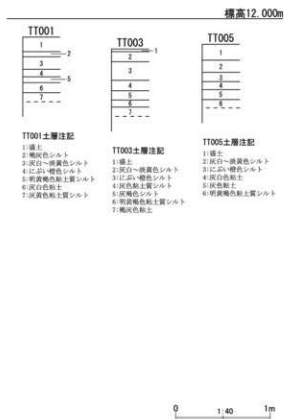 標高12.000m
TT001
1
2
3
4
5
6
7
TT003
1
2
3
4
5
6
7
TT005
1
2
3
4
5
6
TT001土層注記
1:盛土
2:褐灰色シルト
3:灰白〜淡黄色シルト
4:にぶい橙色シルト
5:明黄褐色粘土質シルト
6:灰白色粘土
7:灰黄色粘土質シルト
TT003土層注記
1:盛土
2:灰白〜淡黄色シルト
3:にぶい橙色シルト
4:灰色粘土質シルト
5:灰褐色シルト
6:明黄褐色粘土質シルト
7:褐灰色粘土
TT005土層注記
1:盛土
2:灰白〜淡黄色シルト
3:にぶい橙色シルト
4:灰白色粘土
5:灰色粘土
6:明黄褐色粘土質シルト
0 1:40 1m